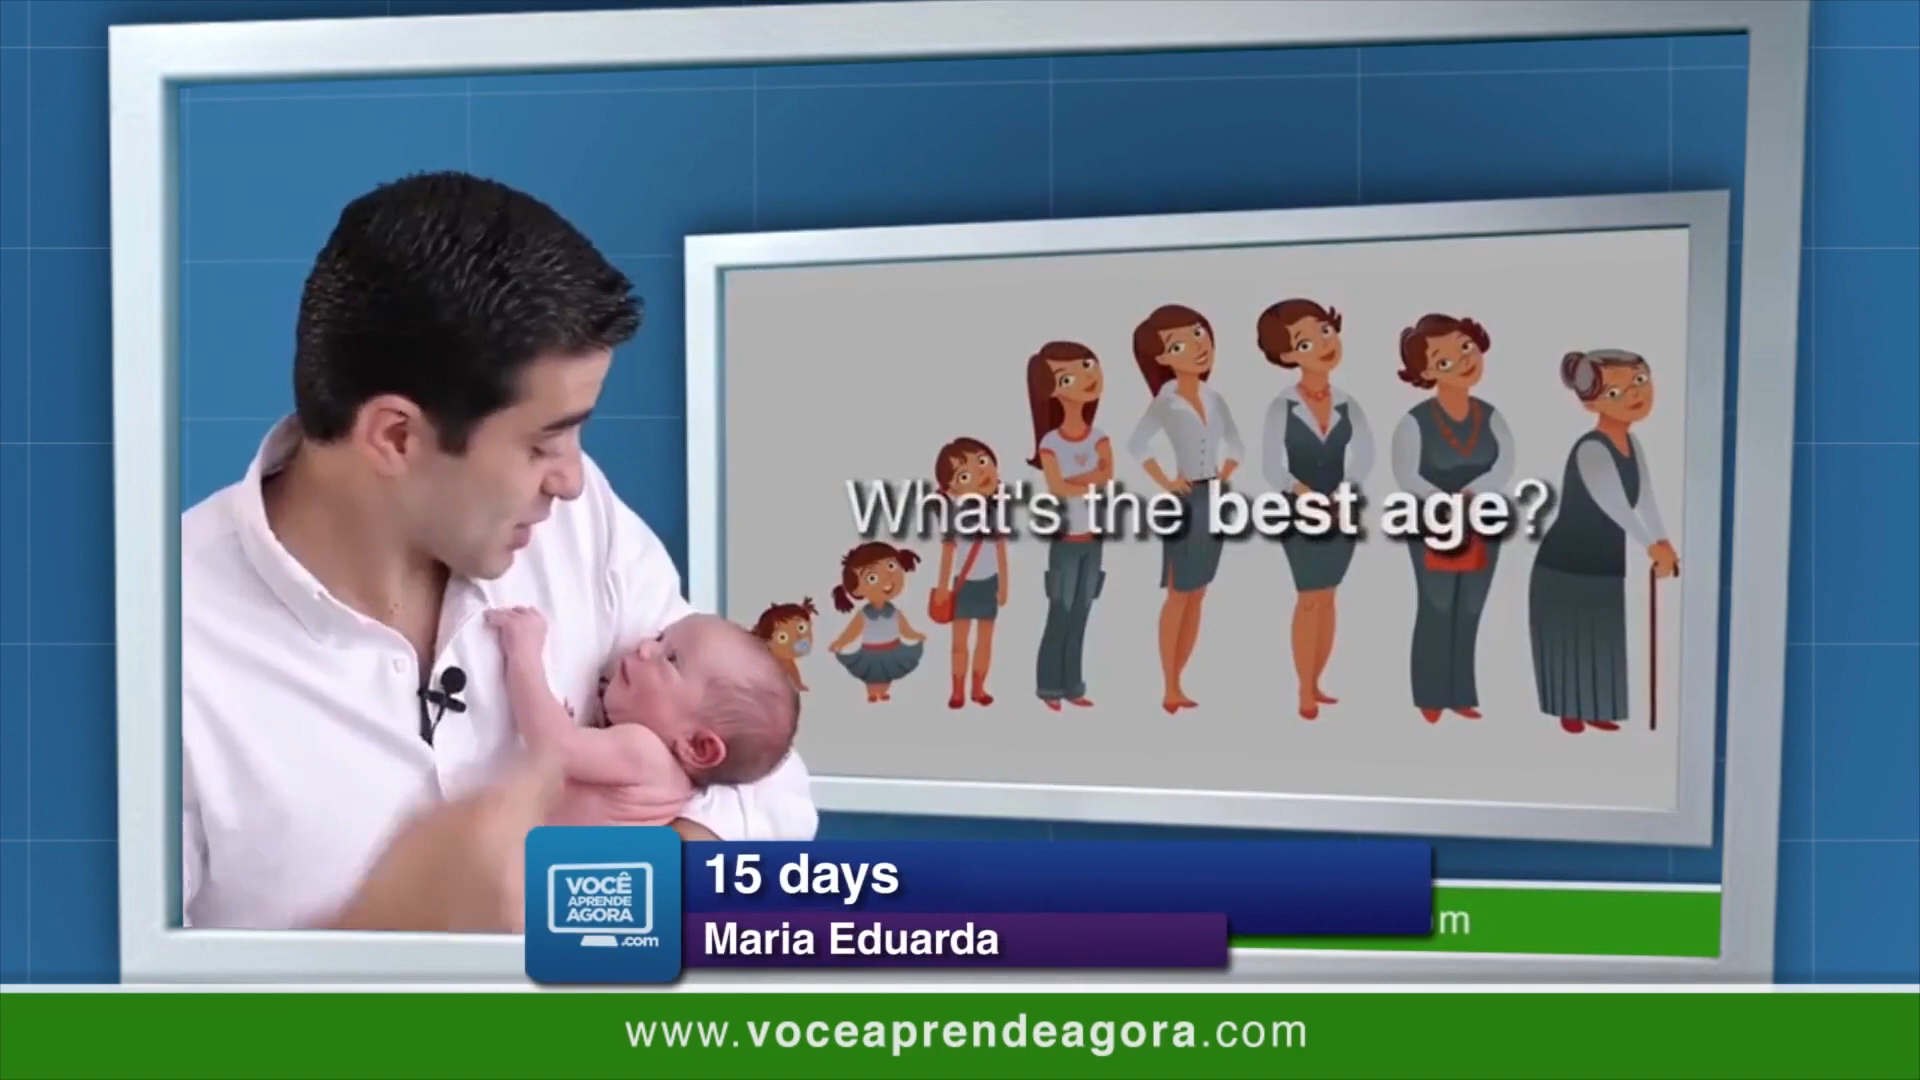 What's the best age?
15 days
Maria Eduarda
VOCÊ
APRENDE
AGORA
.com
m
www.voceaprendeagora.com